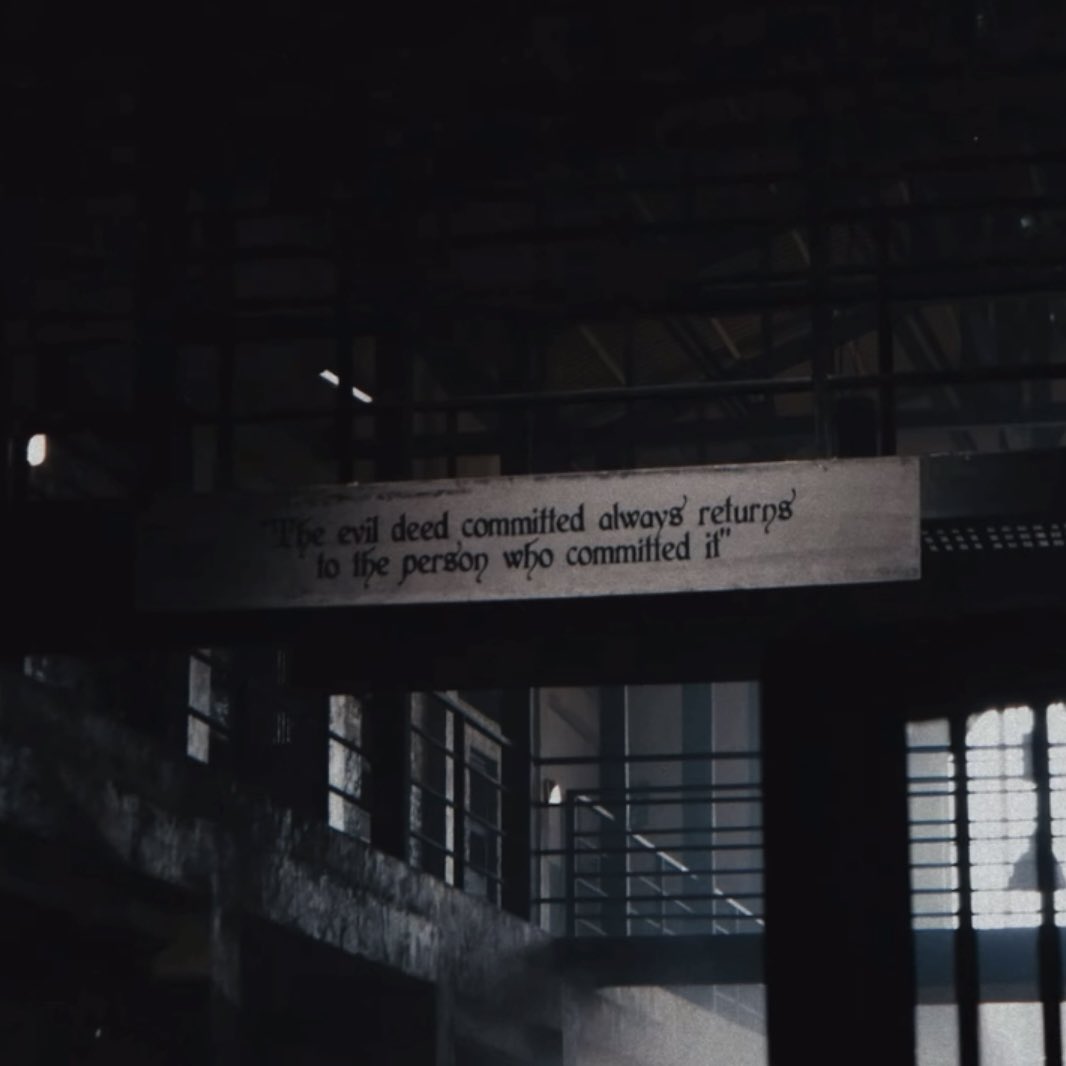 "The evil deed committed always returns
to the person who committed it"